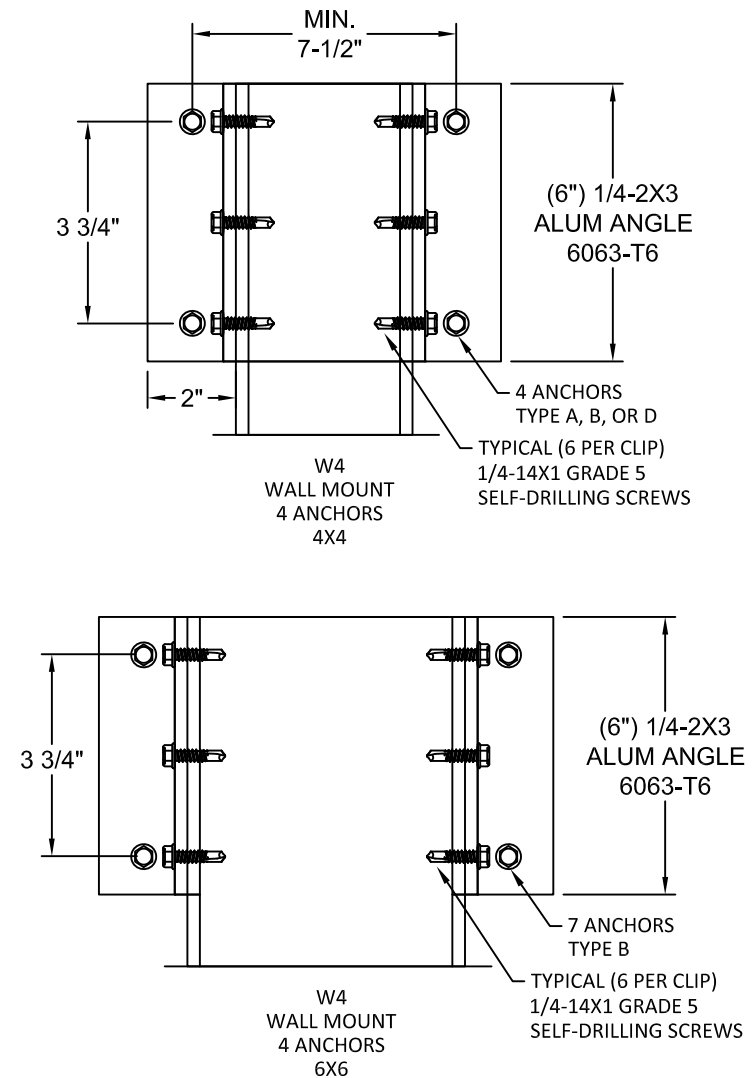 MIN.
7-1/2"
3 3/4"
(6") 1/4-2X3
ALUM ANGLE
6063-T6
2"
4 ANCHORS
TYPE A, B, OR D
TYPICAL (6 PER CLIP)
1/4-14X1 GRADE 5
SELF-DRILLING SCREWS
W4
WALL MOUNT
4 ANCHORS
4X4
3 3/4"
(6") 1/4-2X3
ALUM ANGLE
6063-T6
7 ANCHORS
TYPE B
TYPICAL (6 PER CLIP)
1/4-14X1 GRADE 5
SELF-DRILLING SCREWS
W4
WALL MOUNT
4 ANCHORS
6X6